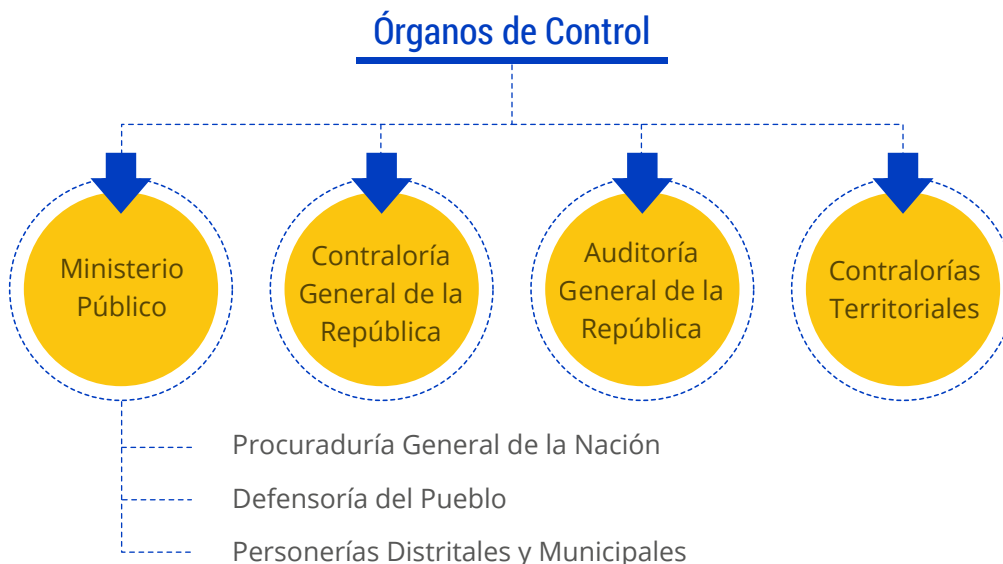 Órganos de Control
Ministerio
Público
Contraloría
General de la
República
Auditoría
General de la
República
Contralorías
Territoriales
Procuraduría General de la Nación
Defensoría del Pueblo
Personerías Distritales y Municipales